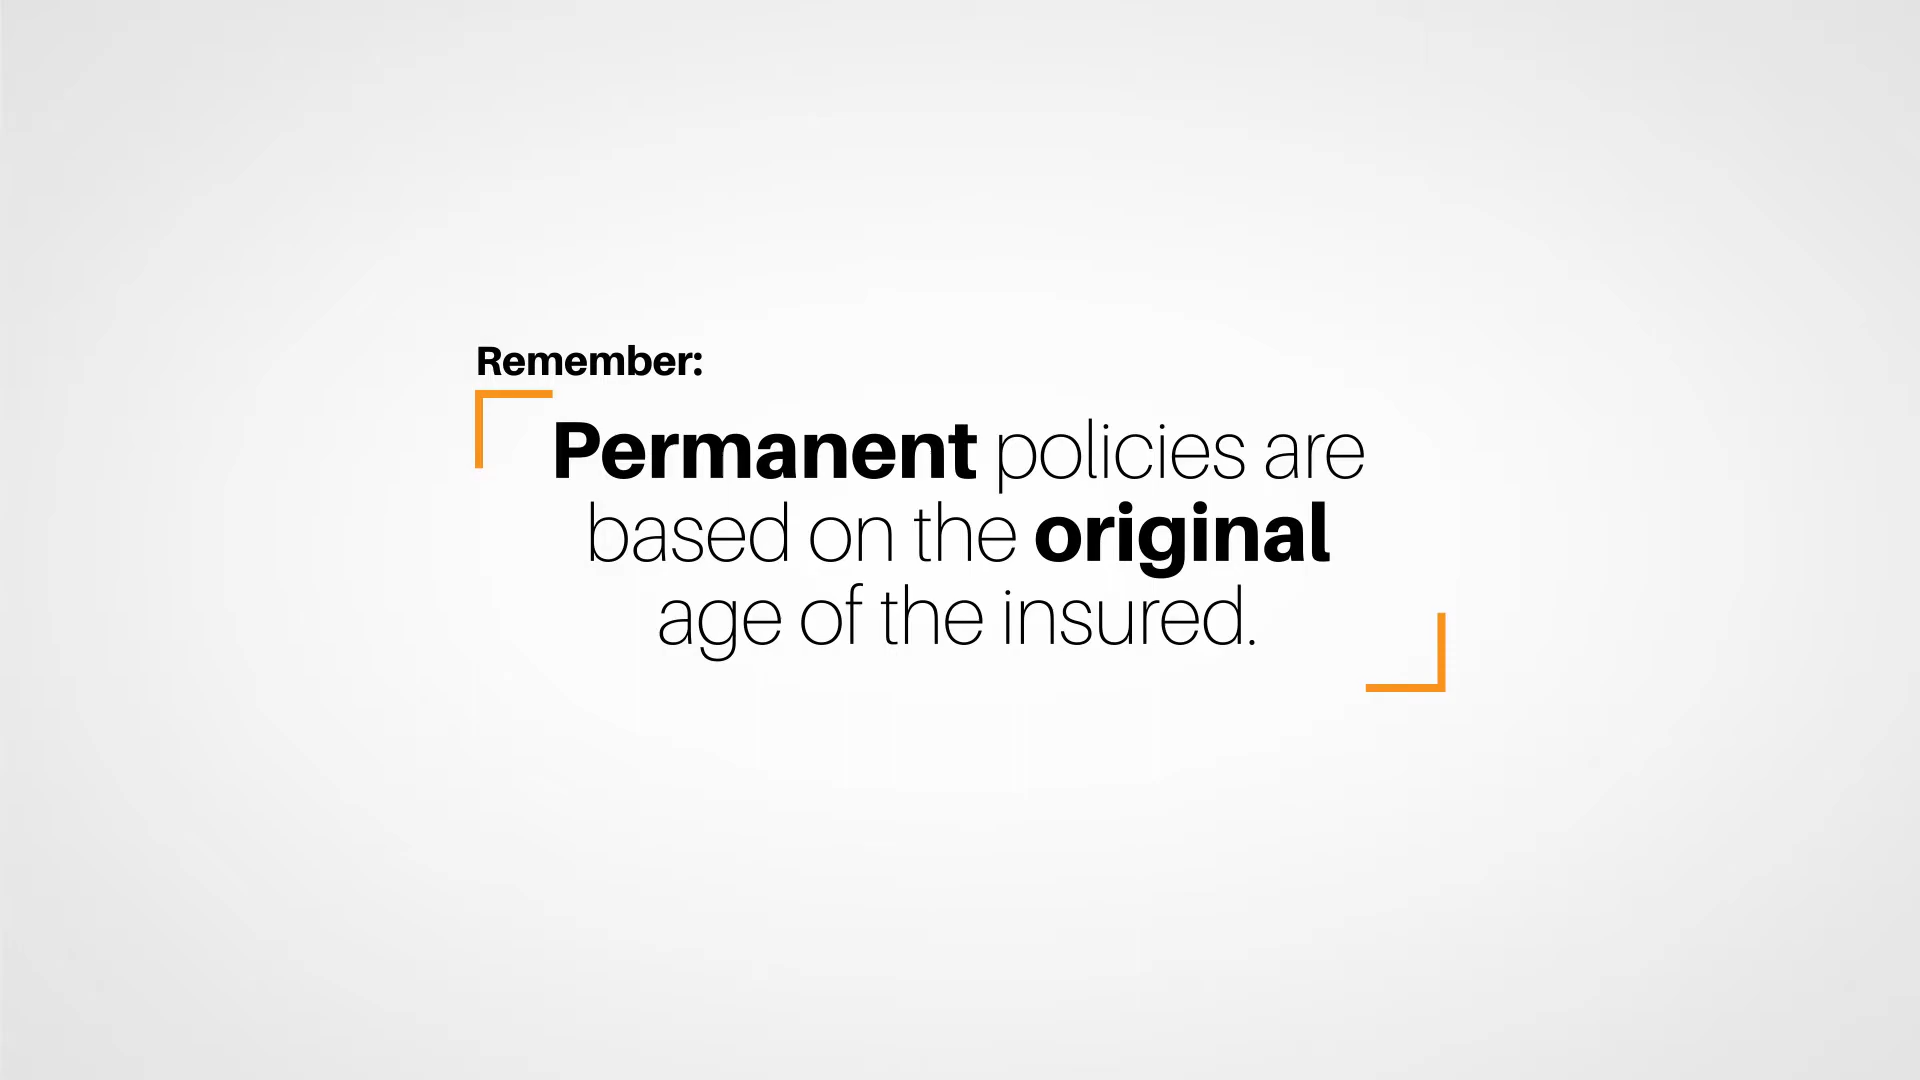 Remember:
Permanent policies are
based on the original
age of the insured.